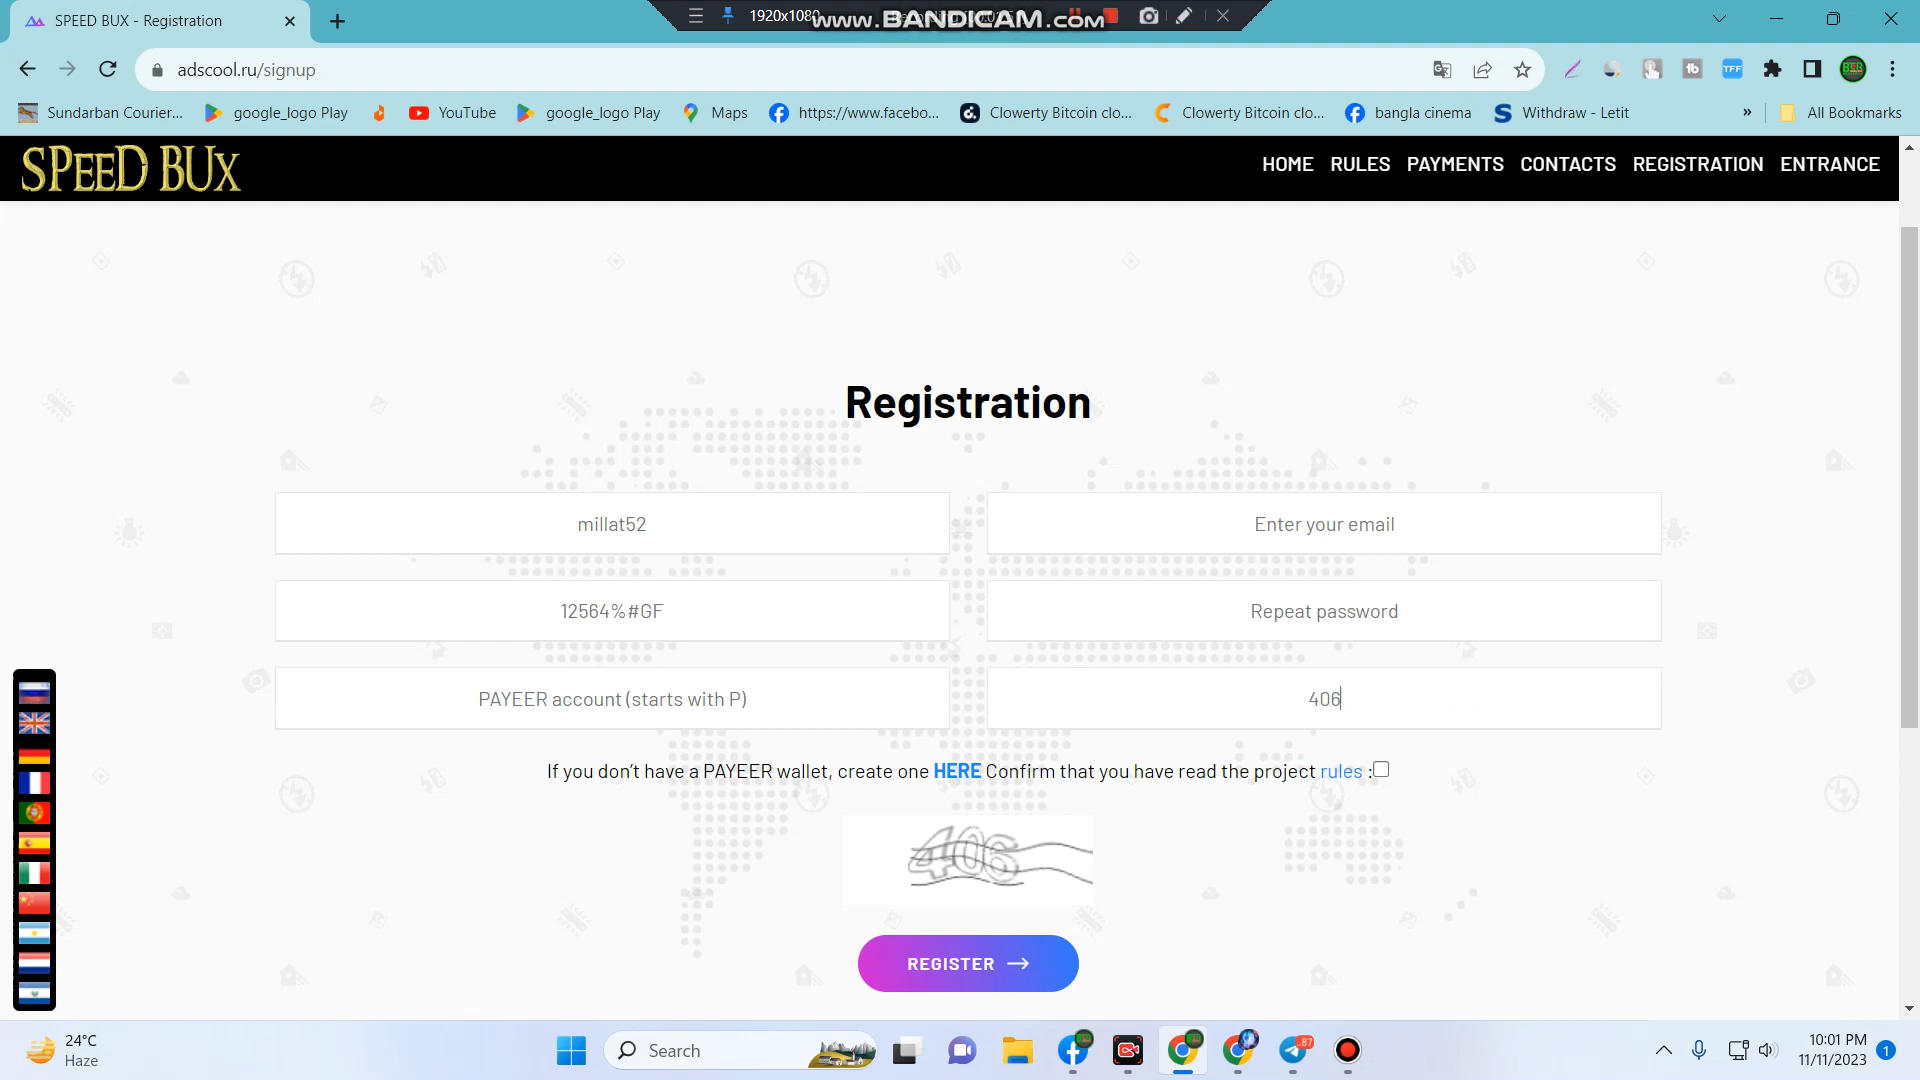 SPEED BUX - Registration
1920x1080
www.BANDICAM.com
adscool.ru/signup
Sundarban Courier...
google_logo Play
YouTube
google_logo Play
Maps
https://www.facebo...
Clowerty Bitcoin clo...
Clowerty Bitcoin clo...
bangla cinema
Withdraw - Letit
»
All Bookmarks
SPEED BUX
HOME
RULES
PAYMENTS
CONTACTS
REGISTRATION
ENTRANCE
Registration
millat52
Enter your email
12564%#GF
Repeat password
PAYEER account (starts with P)
406
If you don't have a PAYEER wallet, create one HERE Confirm that you have read the project rules :
406
REGISTER
24°C
Haze
Search
87
10:01 PM
11/11/2023
1